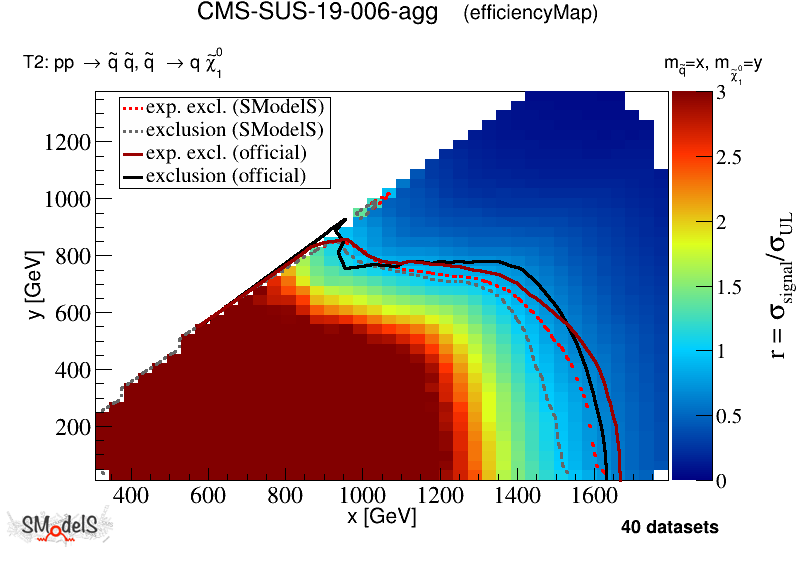 CMS-SUS-19-006-agg (efficiencyMap)
T2: pp → q̃ q̃, q̃ → q χ̃₁⁰
m_q̃=x, m_χ̃₁⁰=y
exp. excl. (SModelS)
exclusion (SModelS)
exp. excl. (official)
exclusion (official)
1200
1000
800
600
400
200
y [GeV]
400 600 800 1000 1200 1400 1600
x [GeV]
3
2.5
2
1.5
1
0.5
0
r = σ_signal/σ_UL
SModelS
40 datasets